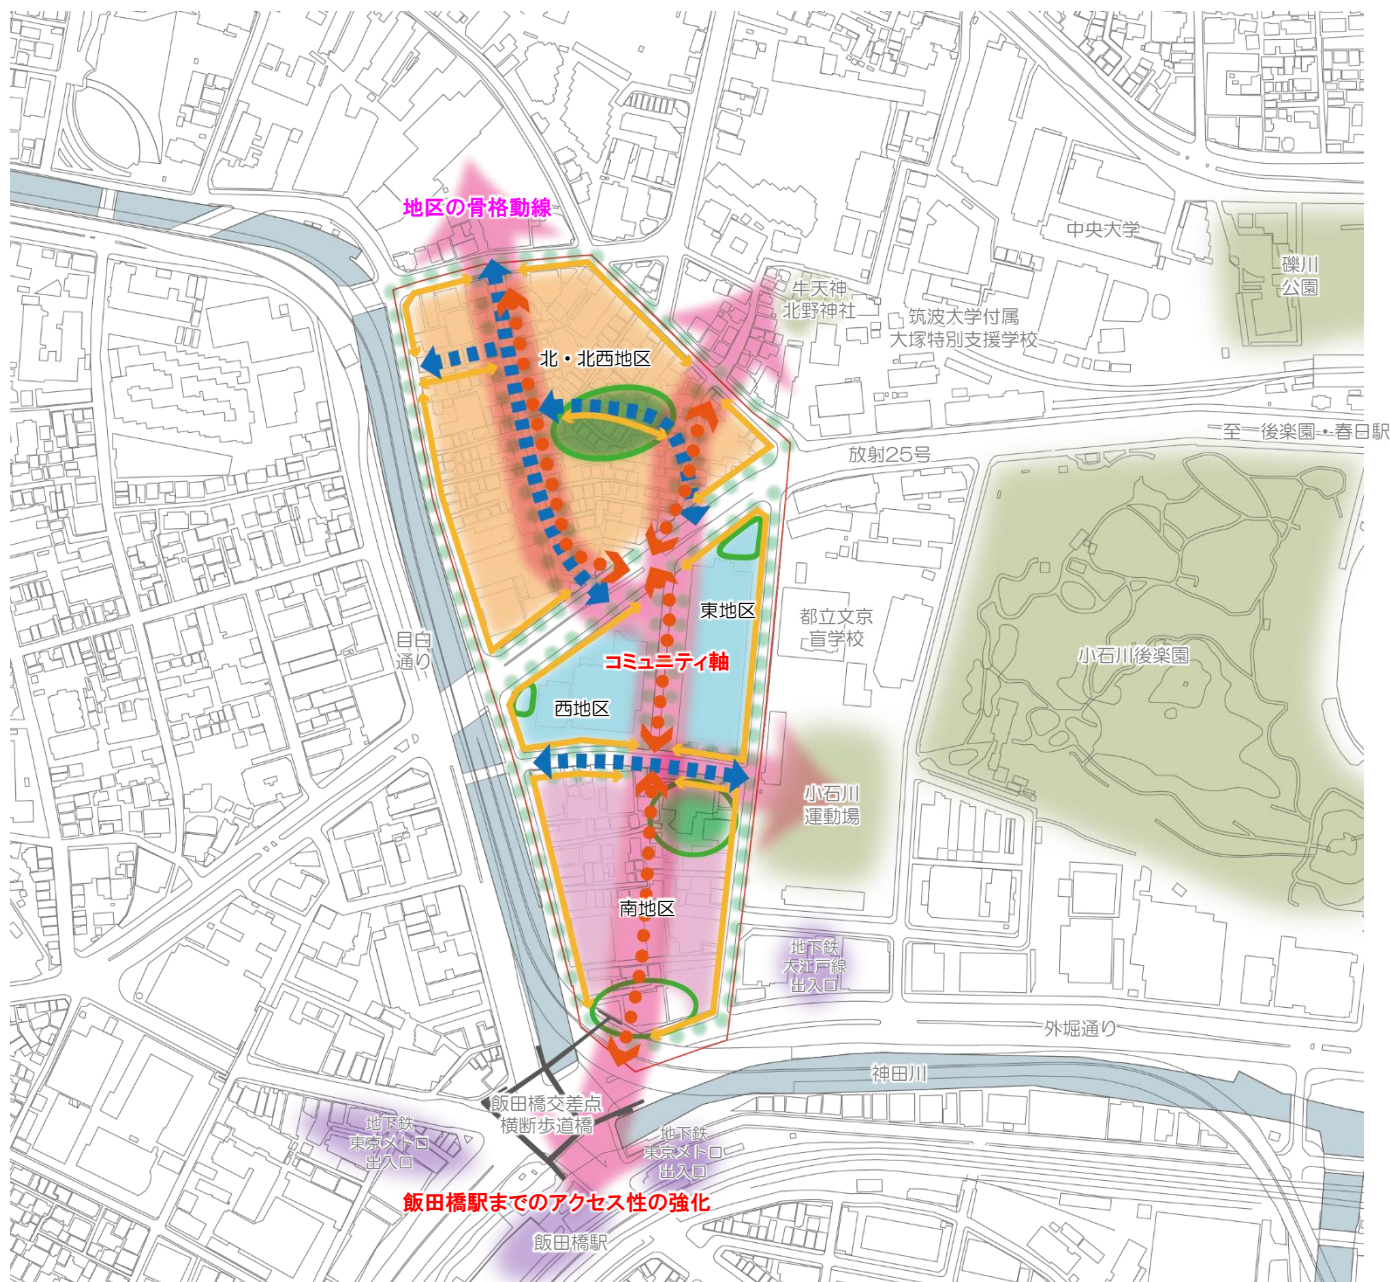 地区の骨格動線
中央大学
礫川
公園
牛天神
北野神社
筑波大学付属
大塚特別支援学校
北・北西地区
至 後楽園・春日駅
放射25号
東地区
都立文京
盲学校
目白
通り
コミュニティ軸
小石川後楽園
西地区
小石川
運動場
南地区
地下鉄
大江戸線
出入口
外堀通り
神田川
飯田橋交差点
横断歩道橋
地下鉄
東京メトロ
出入口
地下鉄
東京メトロ
出入口
飯田橋駅までのアクセス性の強化
飯田橋駅